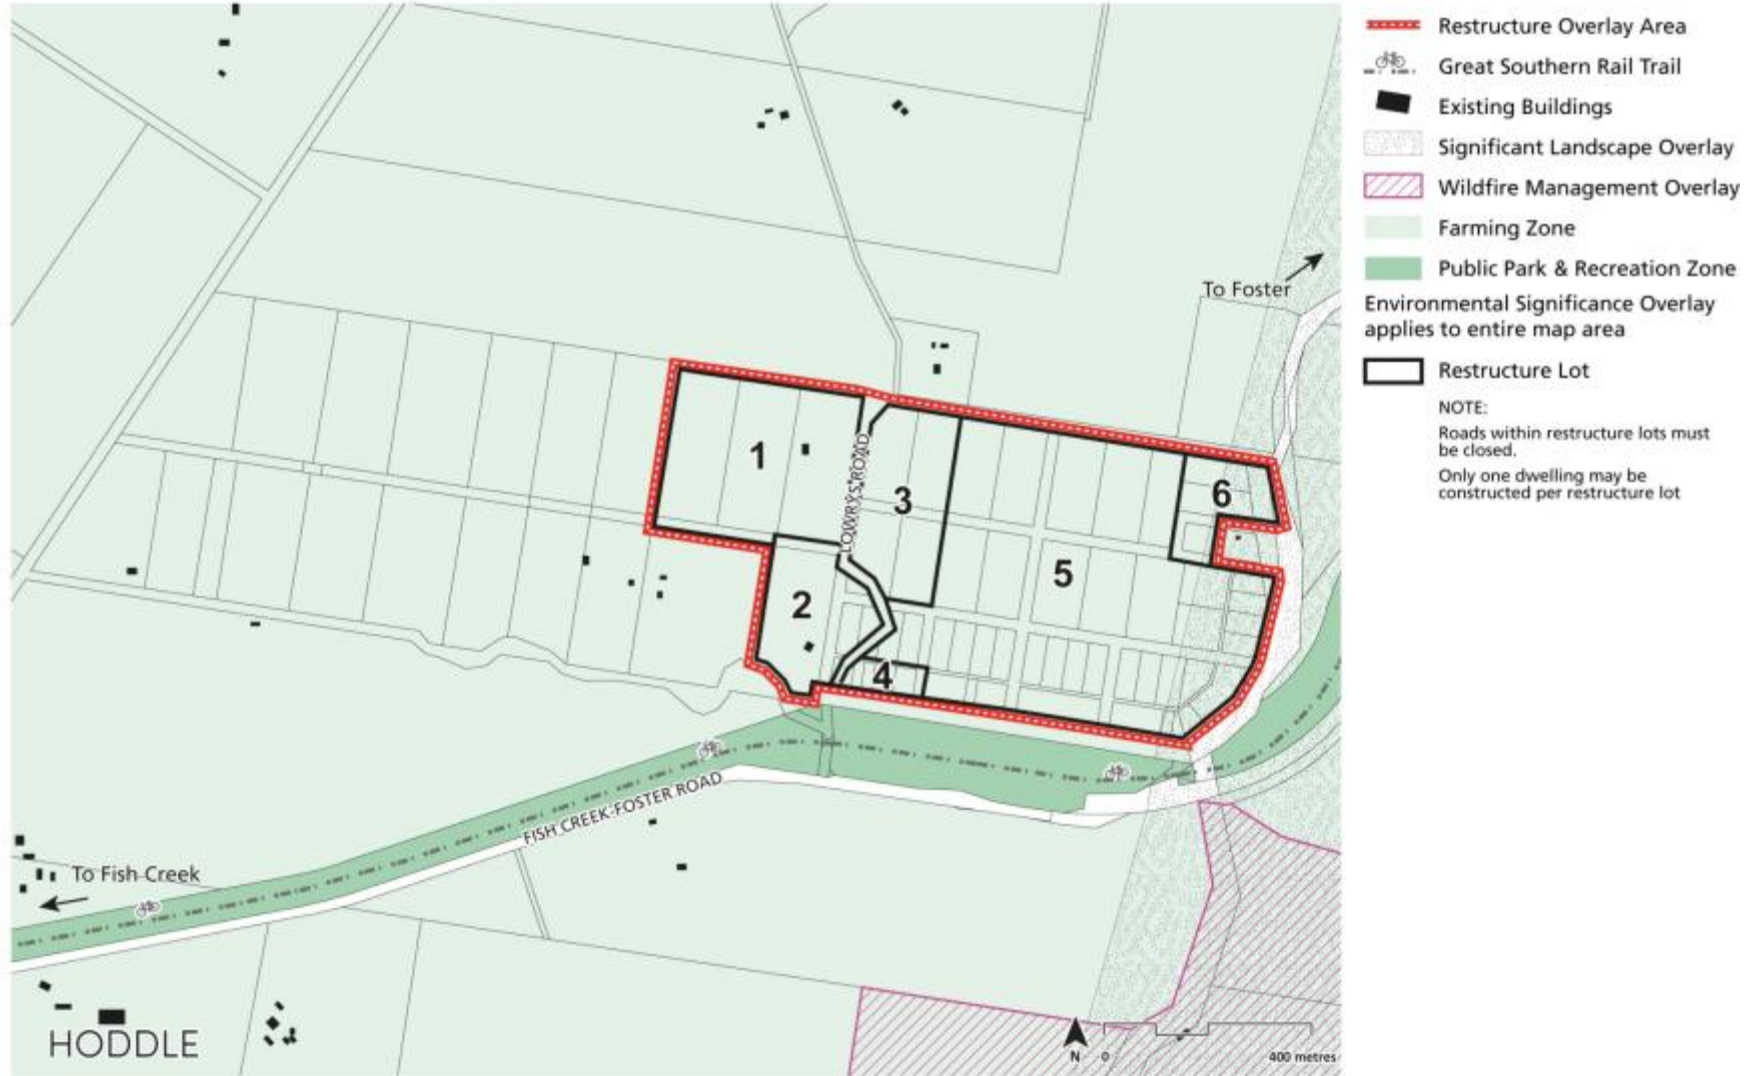 Restructure Overlay Area
Great Southern Rail Trail
Existing Buildings
Significant Landscape Overlay
Wildfire Management Overlay
Farming Zone
Public Park & Recreation Zone
Environmental Significance Overlay
applies to entire map area
Restructure Lot
NOTE:
Roads within restructure lots must
be closed.
Only one dwelling may be
constructed per restructure lot
To Foster
1
LOWRYS ROAD
3
6
5
2
4
FISH CREEK-FOSTER ROAD
To Fish Creek
HODDLE
N 0 400 metres